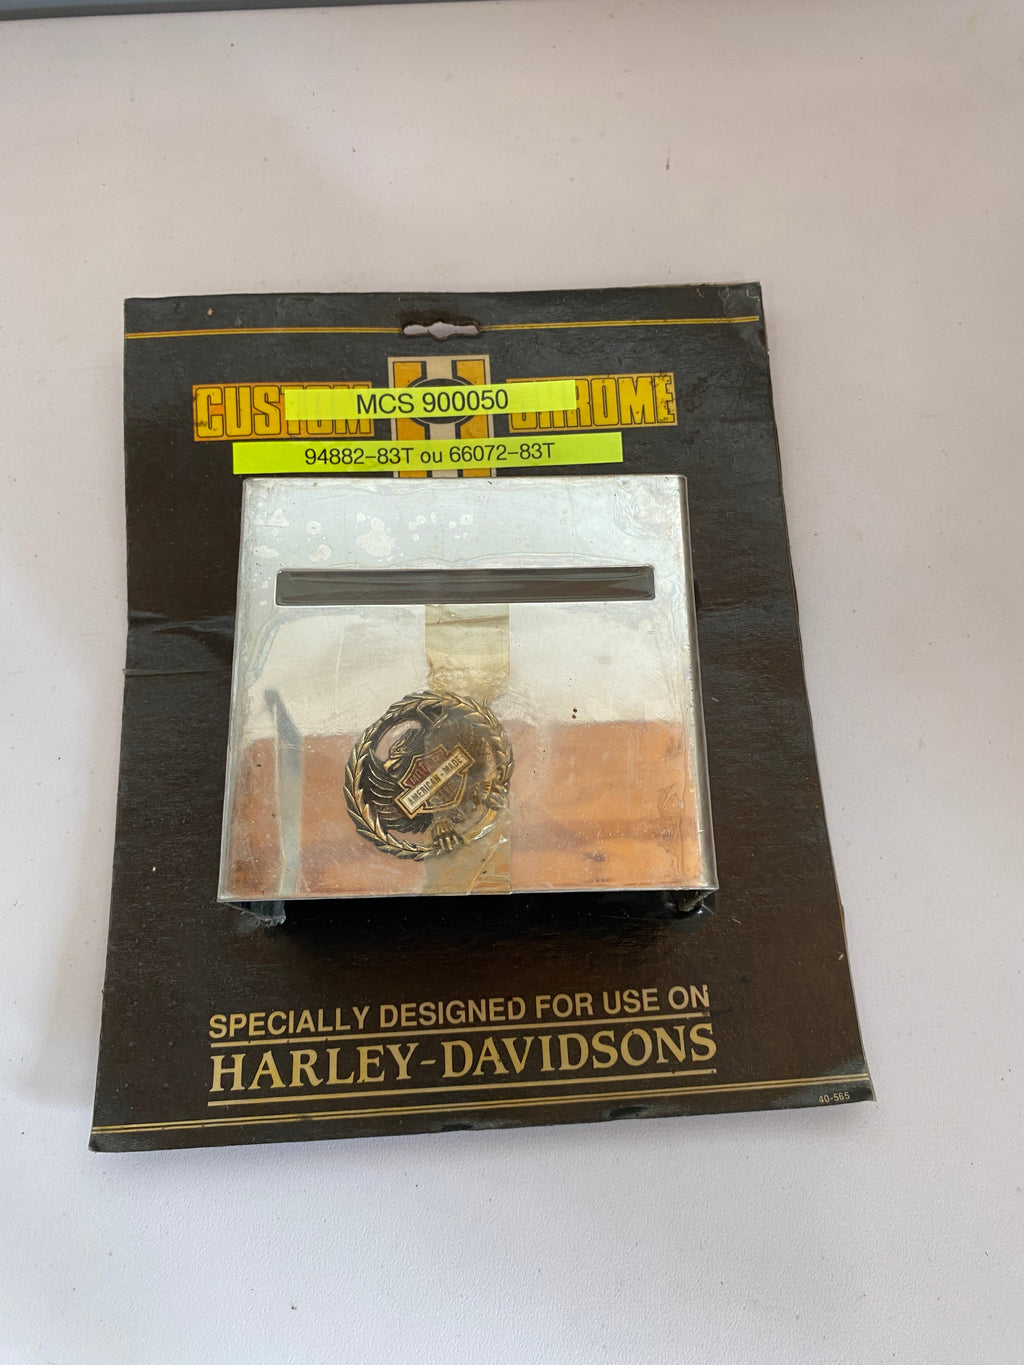 CUSTOM CHROME
MCS 900050
94882-83T ou 66072-83T
AMERICAN - MADE
SPECIALLY DESIGNED FOR USE ON
HARLEY-DAVIDSONS
40-565